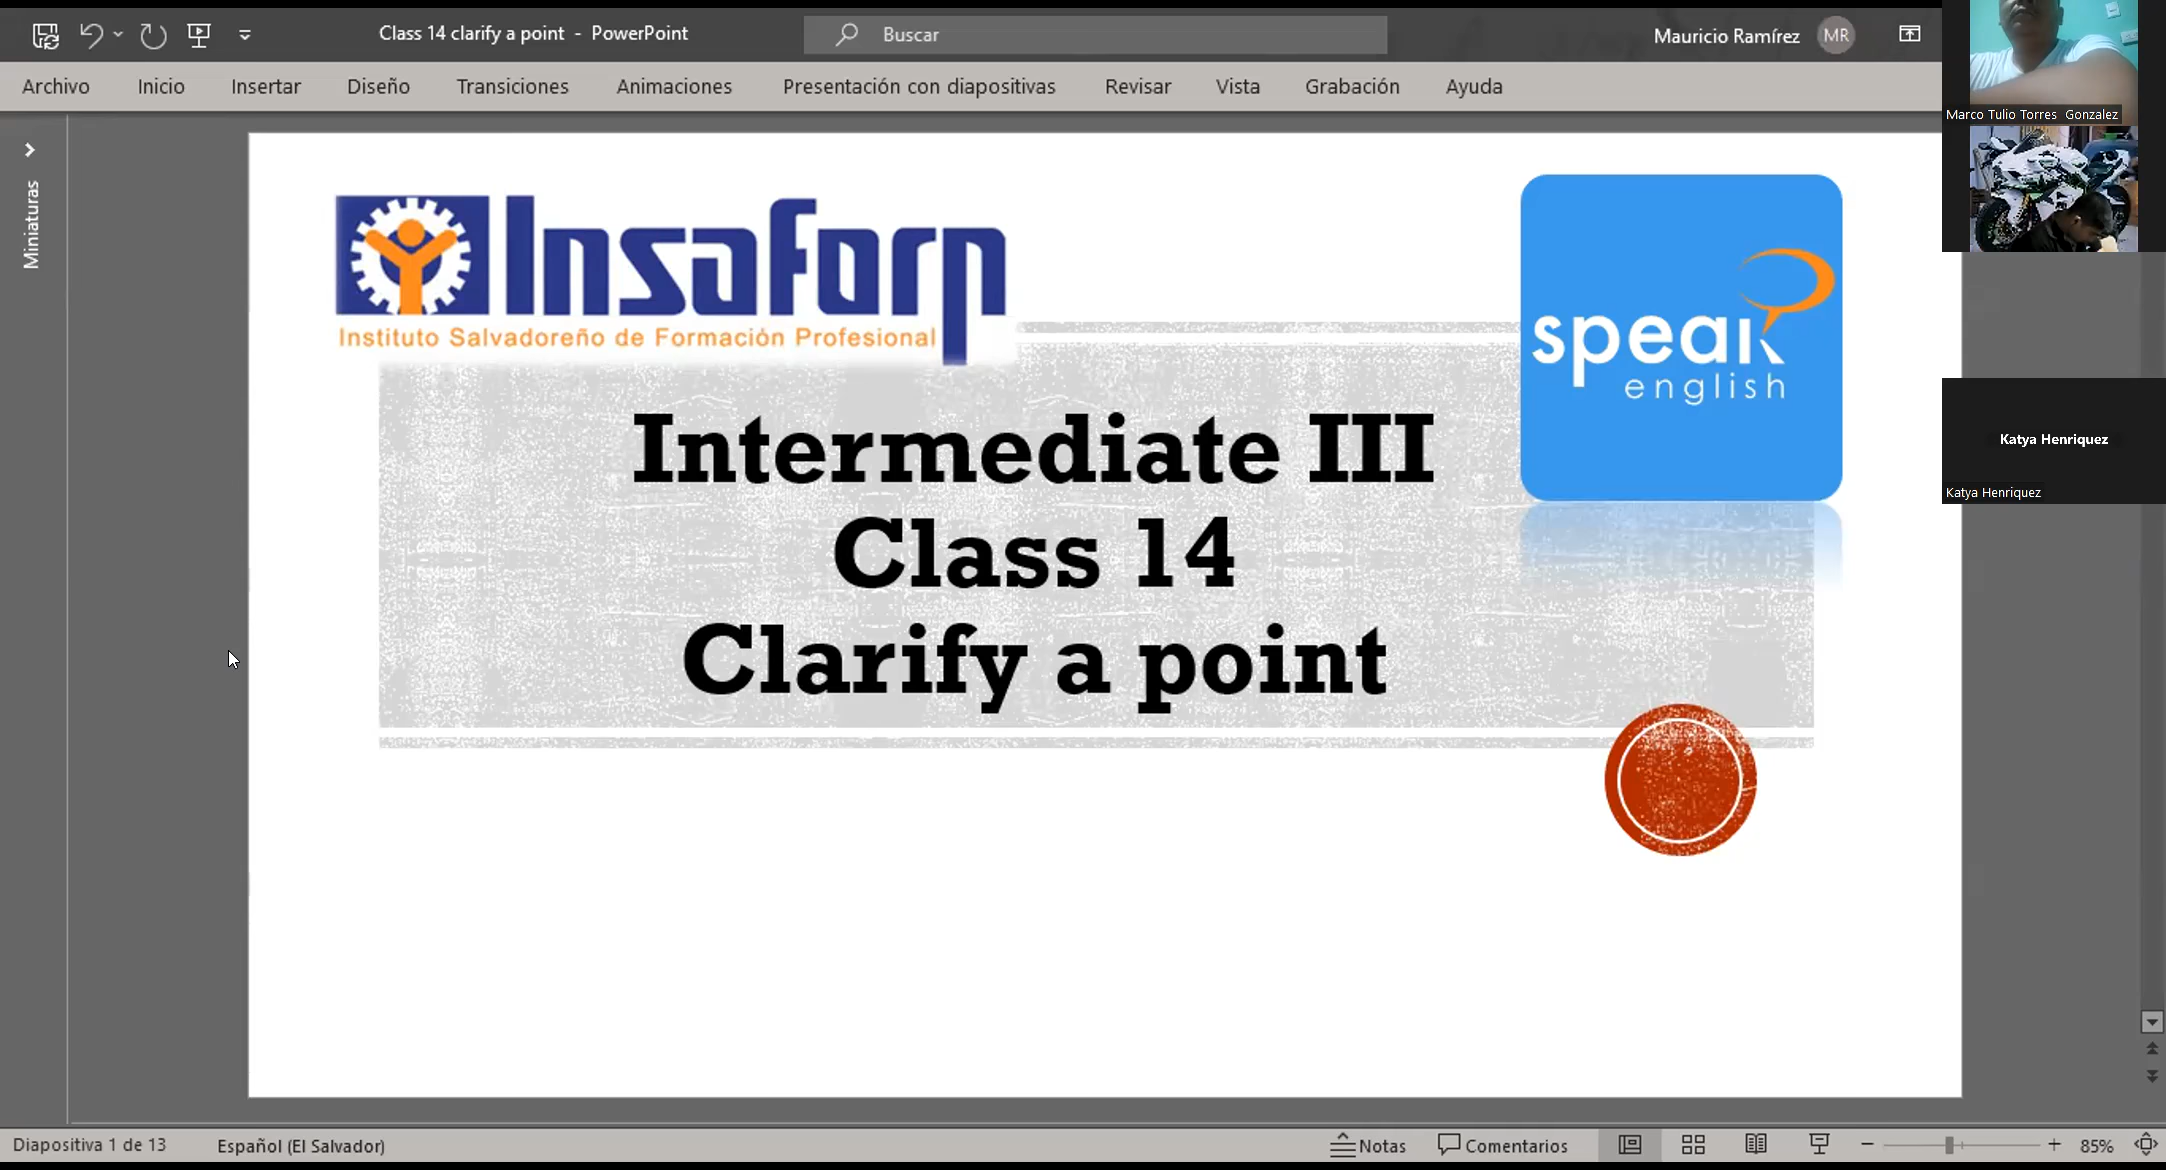 Class 14 clarify a point - PowerPoint
Buscar
Mauricio Ramírez
MR
Archivo
Inicio
Insertar
Diseño
Transiciones
Animaciones
Presentación con diapositivas
Revisar
Vista
Grabación
Ayuda
Marco Tulio Torres Gonzalez
Miniaturas
Insaforp
Instituto Salvadoreño de Formación Profesional
speak
english
Intermediate III
Class 14
Clarify a point
Katya Henriquez
Katya Henriquez
Diapositiva 1 de 13
Español (El Salvador)
Notas
Comentarios
85%